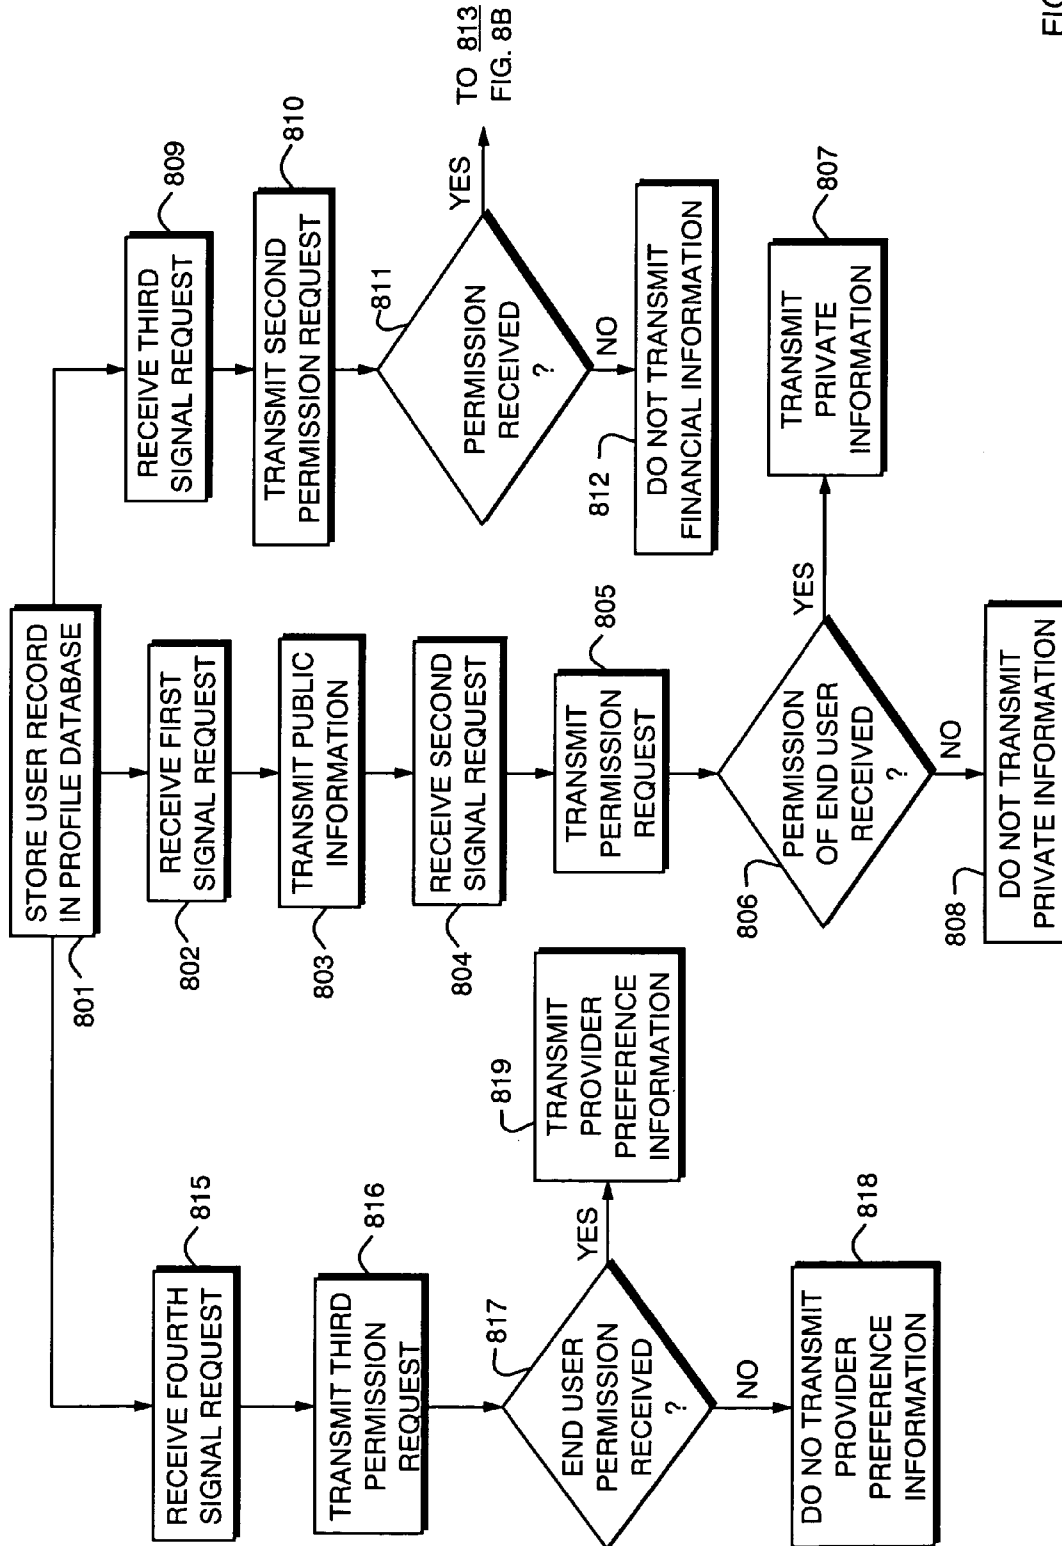 STORE USER RECORD
IN PROFILE DATABASE
801
RECEIVE FOURTH
SIGNAL REQUEST
815
TRANSMIT THIRD
PERMISSION
REQUEST
816
END USER
PERMISSION
RECEIVED
?
817
YES
TRANSMIT
PROVIDER
PREFERENCE
INFORMATION
819
NO
DO NO TRANSMIT
PROVIDER
PREFERENCE
INFORMATION
818
RECEIVE FIRST
SIGNAL REQUEST
802
TRANSMIT PUBLIC
INFORMATION
803
RECEIVE SECOND
SIGNAL REQUEST
804
TRANSMIT
PERMISSION
REQUEST
805
PERMISSION
OF END USER
RECEIVED
?
806
YES
TRANSMIT
PRIVATE
INFORMATION
807
NO
DO NOT TRANSMIT
PRIVATE INFORMATION
808
RECEIVE THIRD
SIGNAL REQUEST
809
TRANSMIT SECOND
PERMISSION REQUEST
810
PERMISSION
RECEIVED
?
811
YES
TO 813
FIG. 8B
NO
DO NOT TRANSMIT
FINANCIAL INFORMATION
812